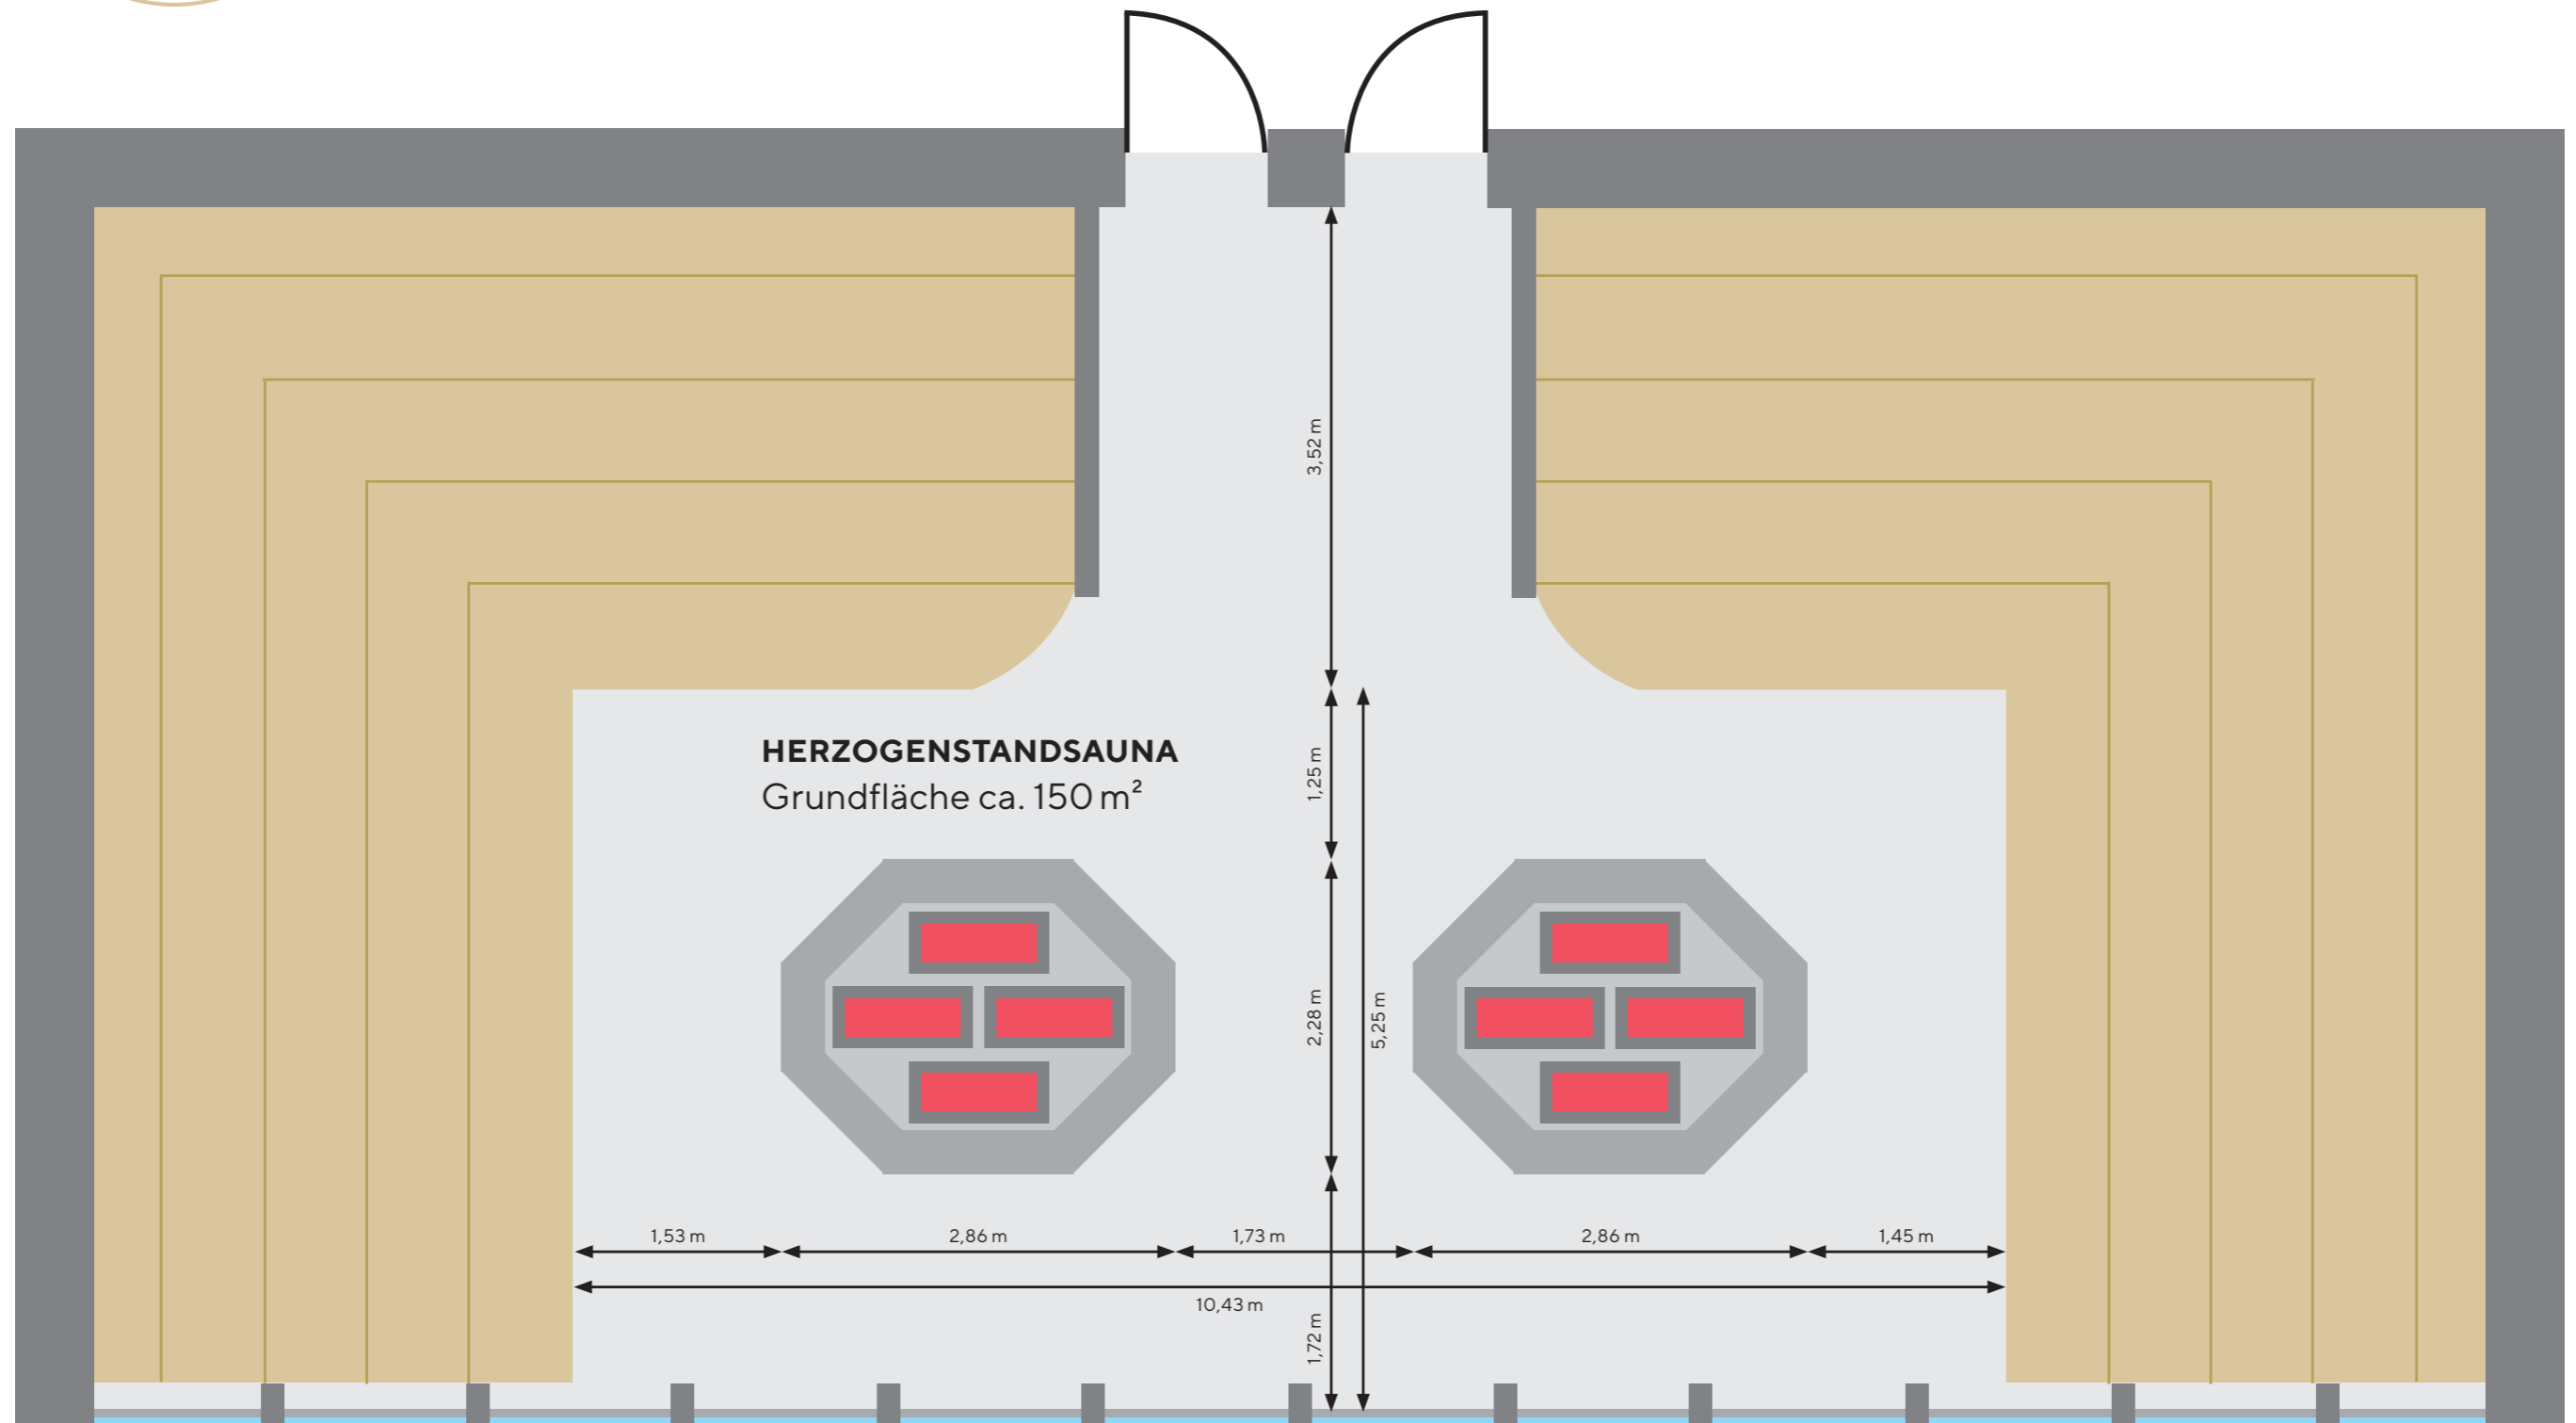 3,52 m
HERZOGENSTANDSAUNA
Grundfläche ca. 150 m²
1,25 m
2,28 m
5,25 m
1,53 m
2,86 m
1,73 m
2,86 m
1,45 m
10,43 m
1,72 m